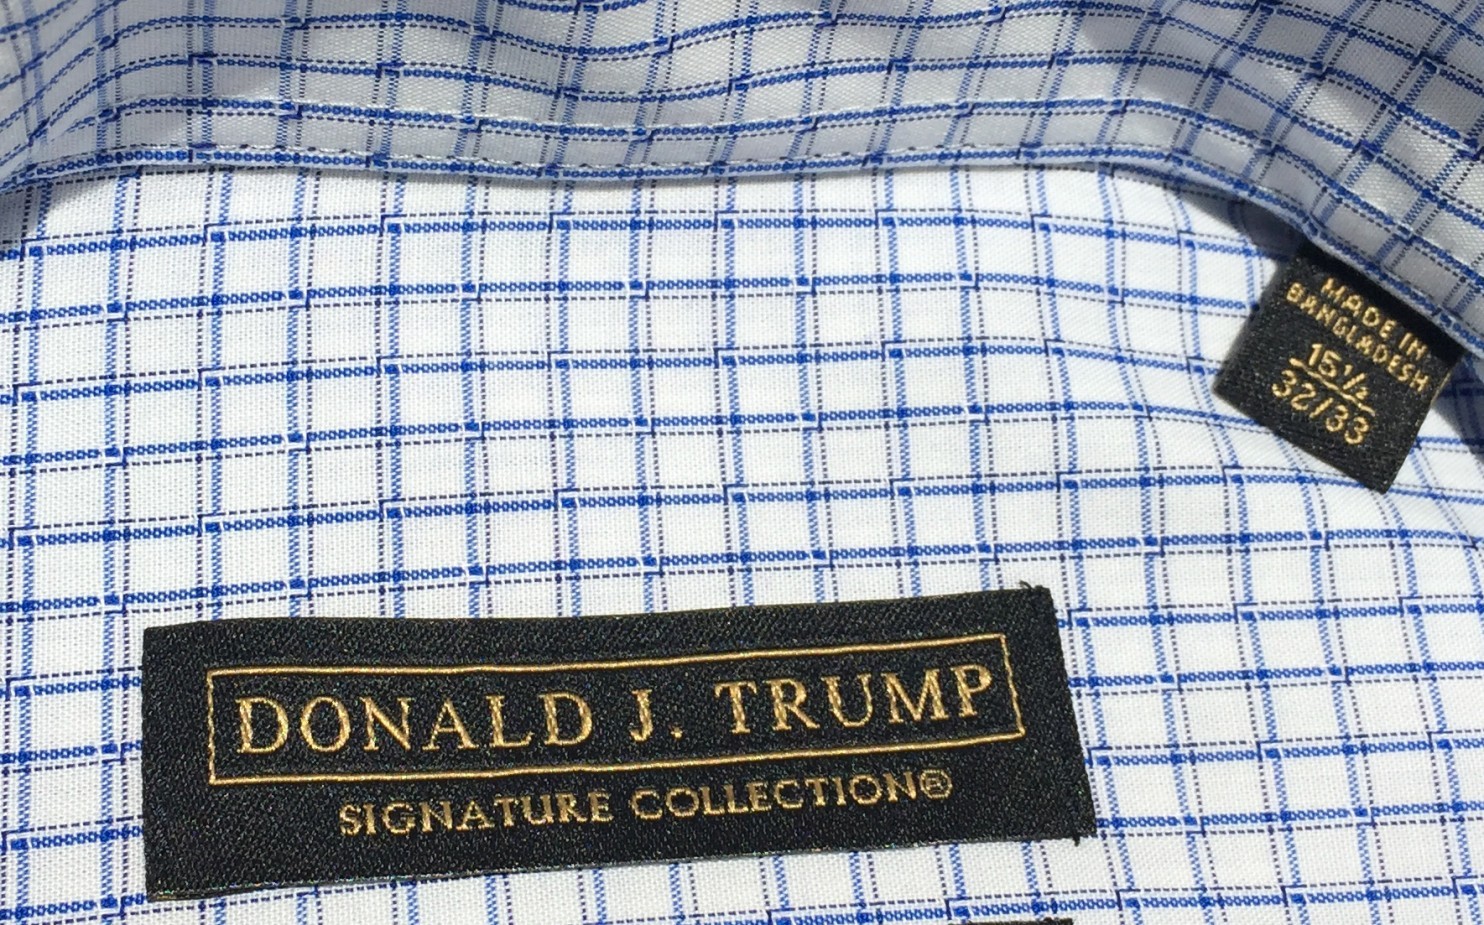 MADE IN
BANGLADESH
15½
32/33
DONALD J. TRUMP
SIGNATURE COLLECTION®